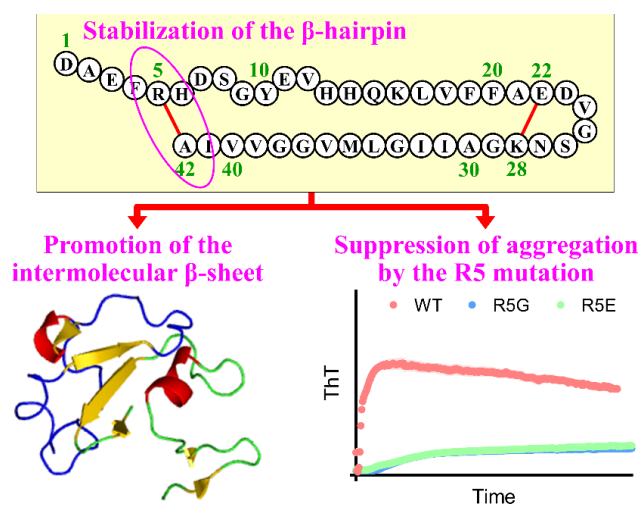 Stabilization of the β-hairpin
1 5 10 20 22
D A E F R H D S G Y E V H H Q K L V F F A E D V
G
A I V V G G V M L G I I A G K N S
42 40 30 28
Promotion of the
intermolecular β-sheet
Suppression of aggregation
by the R5 mutation
WT R5G R5E
ThT
Time